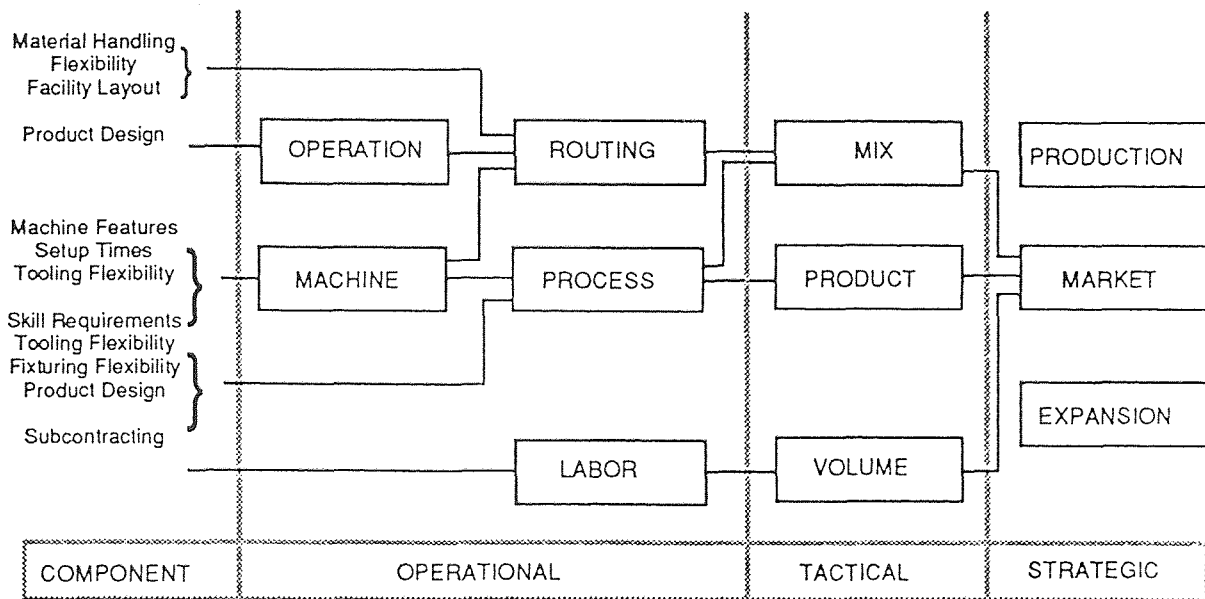 Material Handling
Flexibility
Facility Layout
Product Design
OPERATION
ROUTING
MIX
PRODUCTION
Machine Features
Setup Times
Tooling Flexibility
MACHINE
PROCESS
PRODUCT
MARKET
Skill Requirements
Tooling Flexibility
Fixturing Flexibility
Product Design
EXPANSION
Subcontracting
LABOR
VOLUME
COMPONENT
OPERATIONAL
TACTICAL
STRATEGIC